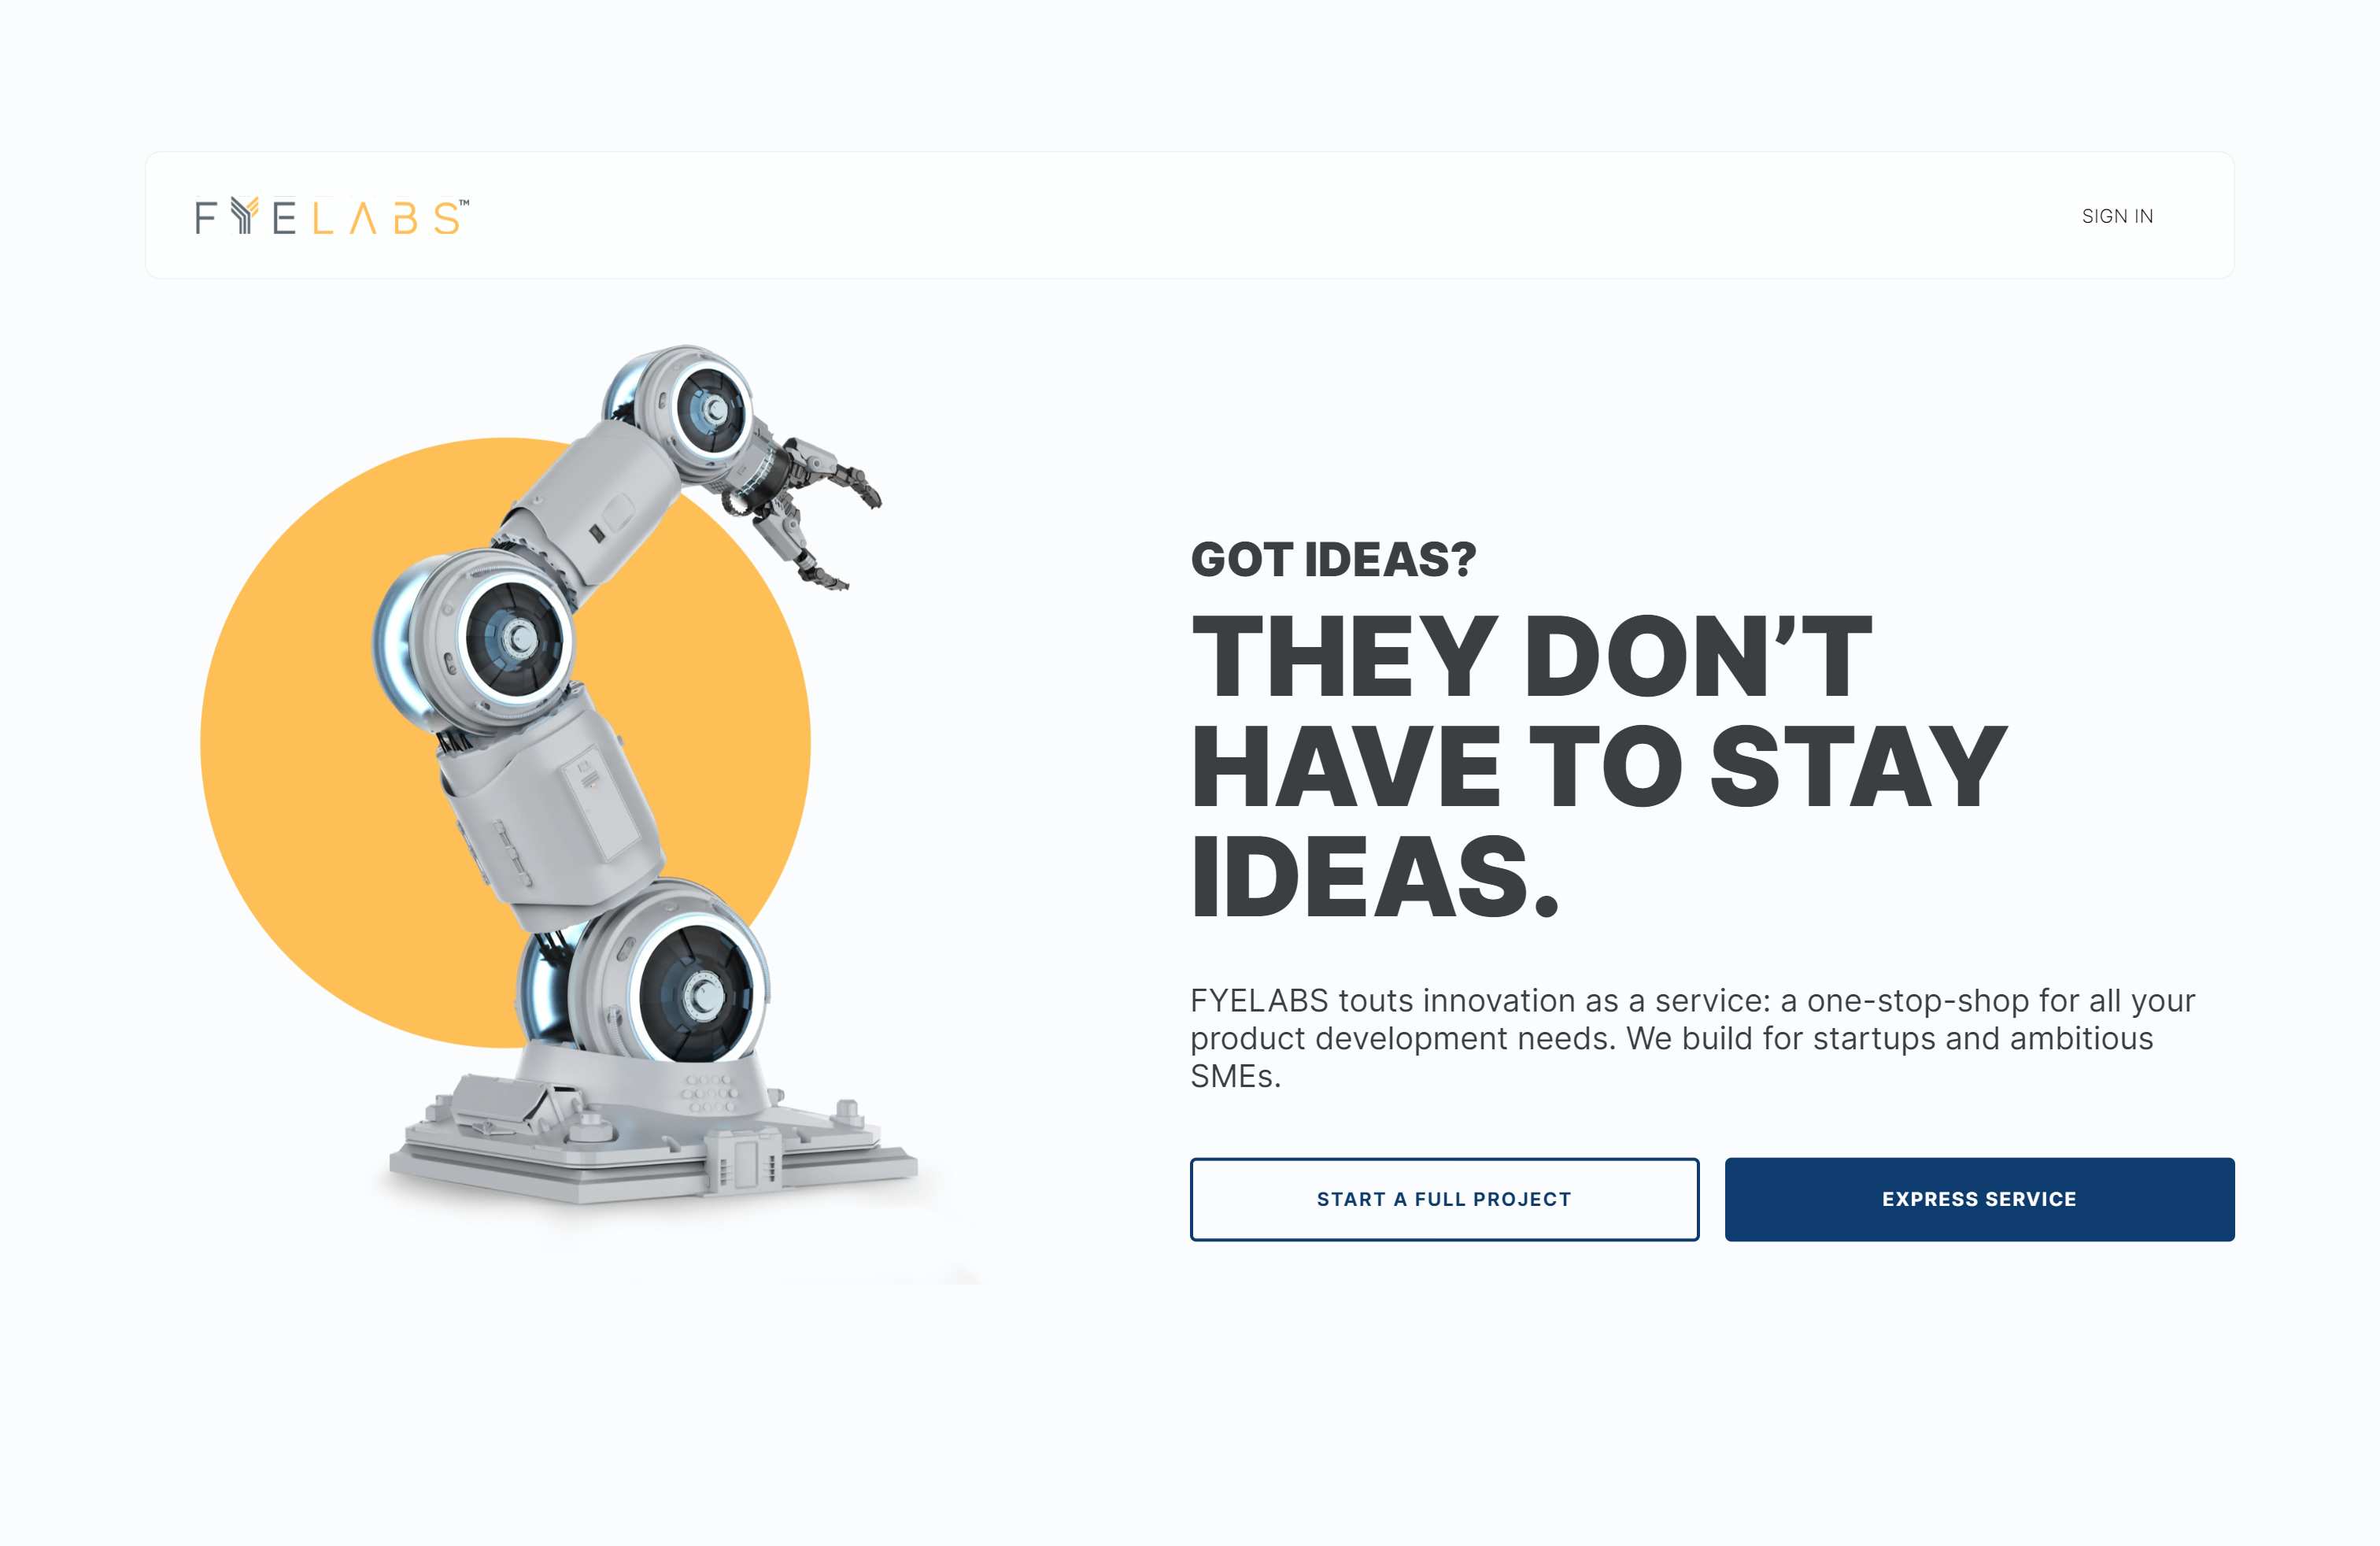 FYELABS™
SIGN IN
GOT IDEAS?
THEY DON’T
HAVE TO STAY
IDEAS.
FYELABS touts innovation as a service: a one-stop-shop for all your
product development needs. We build for startups and ambitious
SMEs.
START A FULL PROJECT
EXPRESS SERVICE